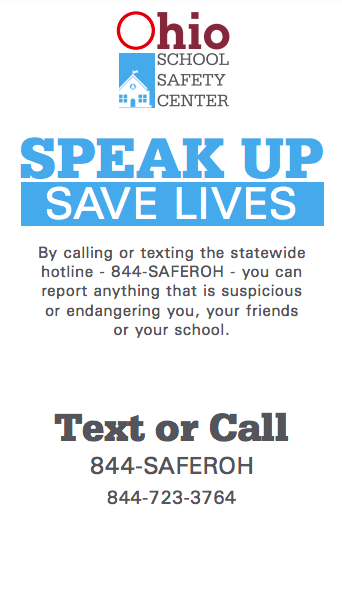 Ohio
SCHOOL
SAFETY
CENTER
SPEAK UP
SAVE LIVES
By calling or texting the statewide
hotline - 844-SAFEROH - you can
report anything that is suspicious
or endangering you, your friends
or your school.
Text or Call
844-SAFEROH
844-723-3764